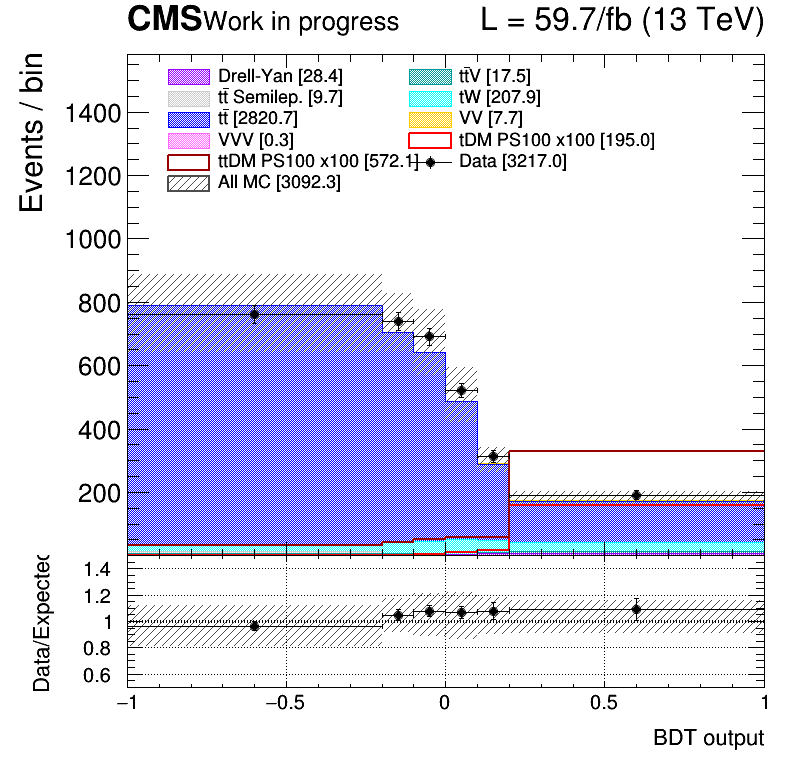 CMS Work in progress L = 59.7/fb (13 TeV)
Events / bin
Drell-Yan [28.4] tt̄V [17.5]
tt̄ Semilep. [9.7] tW [207.9]
tt̄ [2820.7] VV [7.7]
VVV [0.3] tDM PS100 x100 [195.0]
ttDM PS100 x100 [572.1] Data [3217.0]
All MC [3092.3]
1400
1200
1000
800
600
400
200
Data/Expected
1.4
1.2
1
0.8
0.6
−1 −0.5 0 0.5 1
BDT output